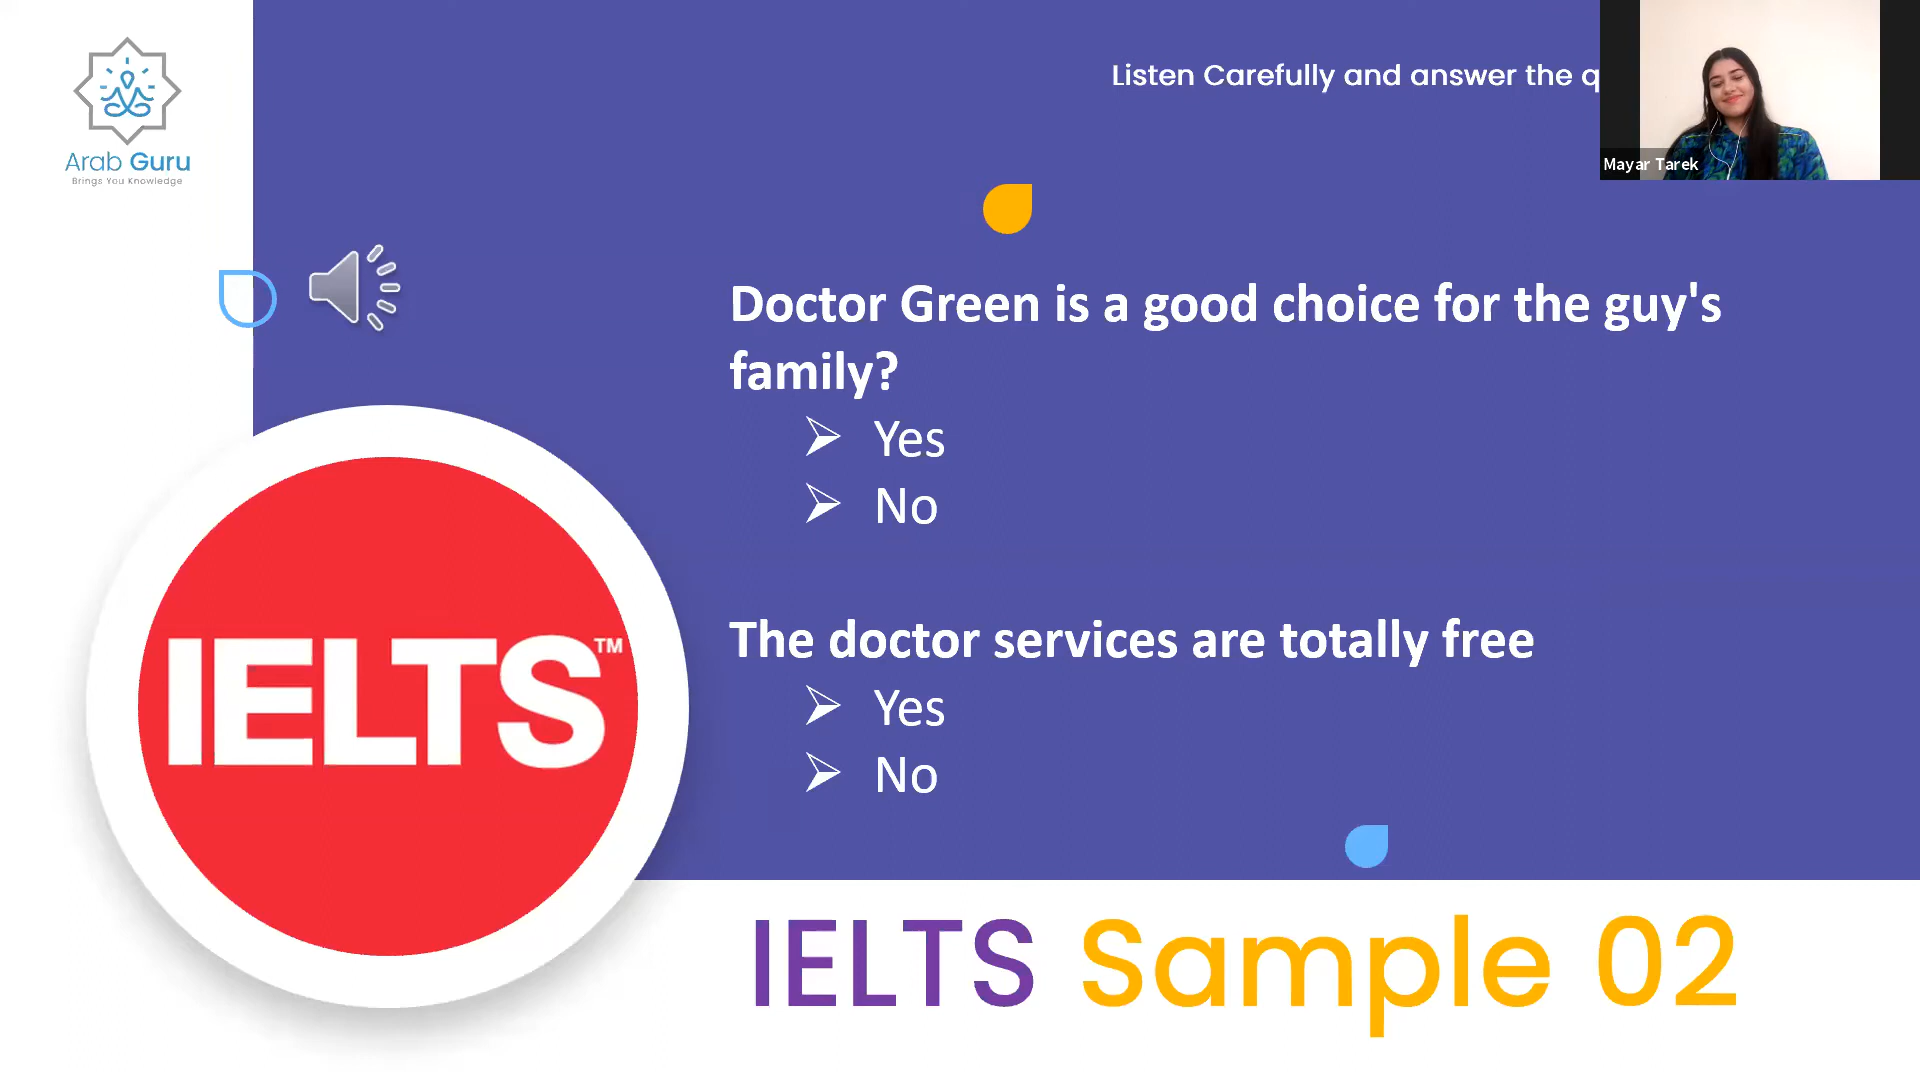 Arab Guru
Brings You Knowledge
Listen Carefully and answer the q
Mayar Tarek
Doctor Green is a good choice for the guy's
family?
Yes
No
The doctor services are totally free
Yes
No
IELTS™
IELTS Sample 02